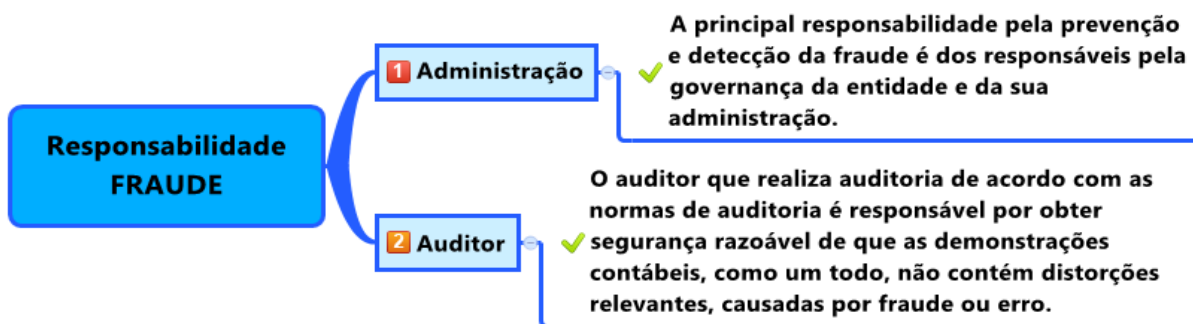 Responsabilidade
FRAUDE
1 Administração
A principal responsabilidade pela prevenção
e detecção da fraude é dos responsáveis pela
governança da entidade e da sua
administração.
2 Auditor
O auditor que realiza auditoria de acordo com as
normas de auditoria é responsável por obter
segurança razoável de que as demonstrações
contábeis, como um todo, não contém distorções
relevantes, causadas por fraude ou erro.